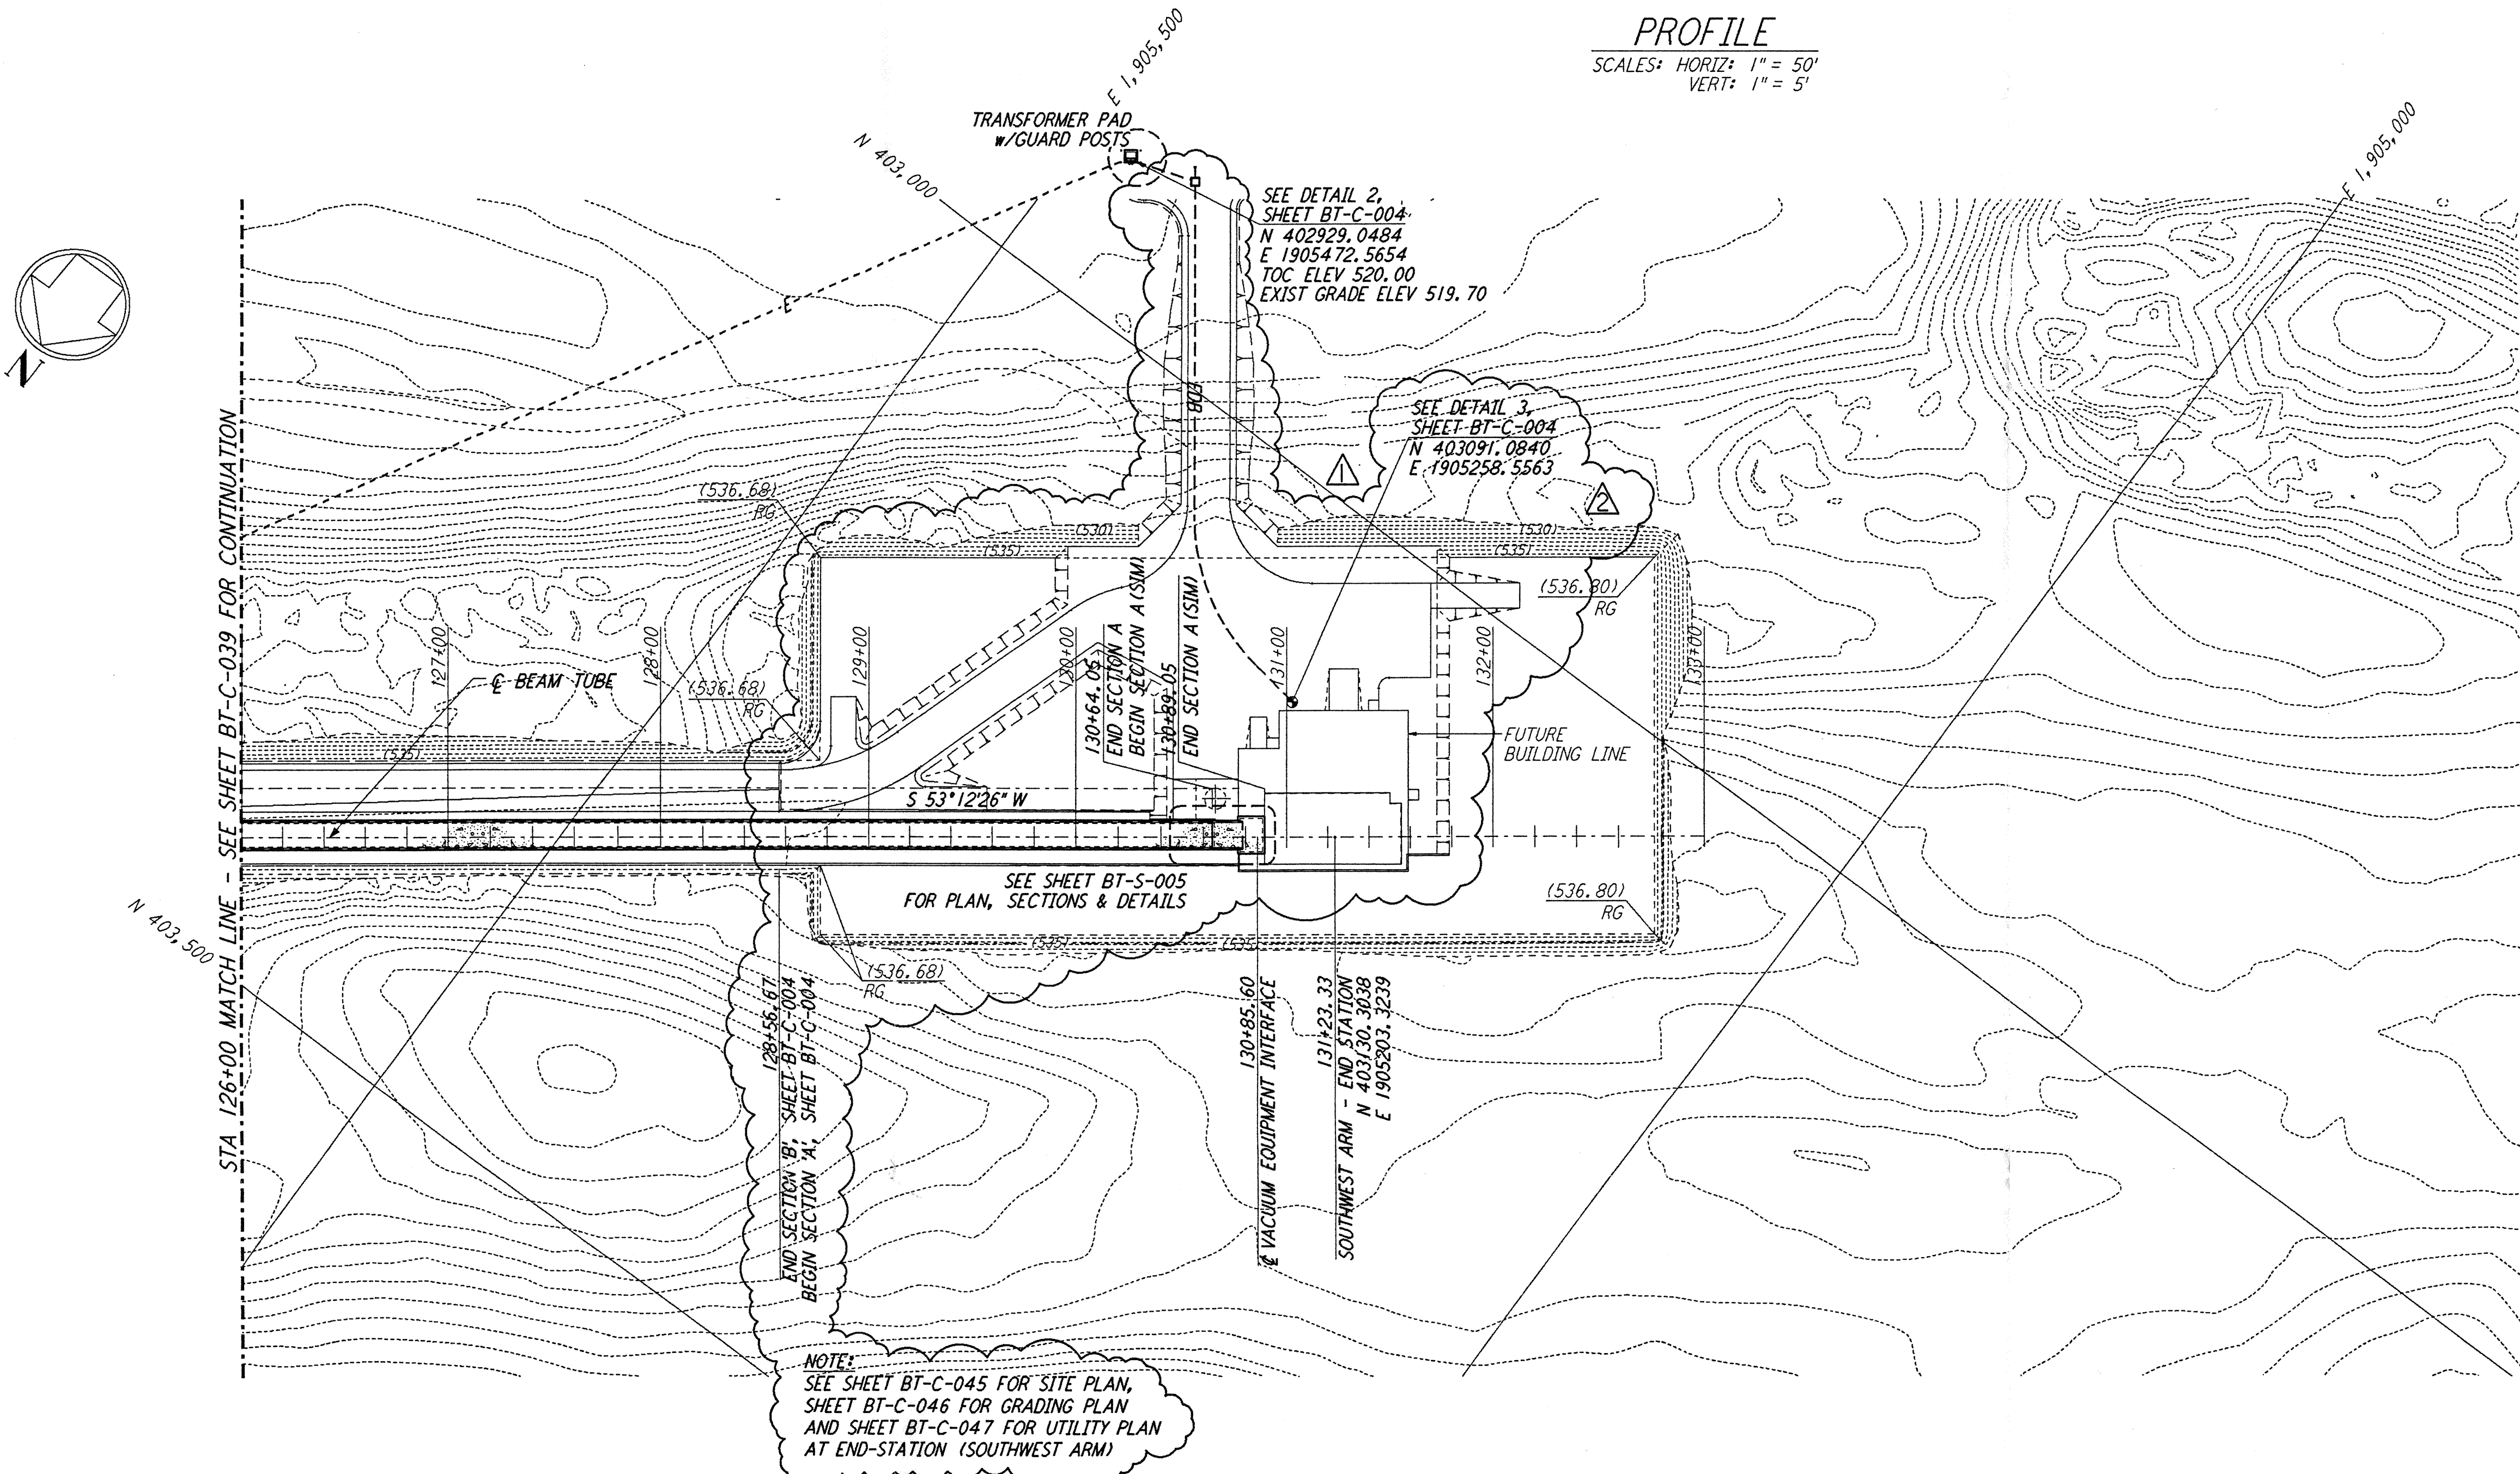 PROFILE
SCALES: HORIZ: 1" = 50'
VERT: 1" = 5'
E 1,905,500
TRANSFORMER PAD
w/GUARD POSTS
N 403,000
E 1,905,000
SEE DETAIL 2,
SHEET BT-C-004
N 402929.0484
E 1905472.5654
TOC ELEV 520.00
EXIST GRADE ELEV 519.70
N
E
803
SEE DETAIL 3,
SHEET BT-C-004
N 403091.0840
E 1905258.5563
1
2
(536.68)
RG
(530)
(530)
(535)
(535)
(536.80)
RG
STA 126+00 MATCH LINE - SEE SHEET BT-C-039 FOR CONTINUATION
127+00
128+00
129+00
130+00
130+64.05
END SECTION A
BEGIN SECTION A(SIM)
130+89.05
END SECTION A(SIM)
131+00
132+00
133+00
℄ BEAM TUBE
(536.68)
RG
FUTURE
BUILDING LINE
(535)
S 53°12'26" W
SEE SHEET BT-S-005
FOR PLAN, SECTIONS & DETAILS
(536.80)
RG
N 403,500
(535)
(535)
(536.68)
RG
128+56.67
END SECTION 'B', SHEET BT-C-004
BEGIN SECTION 'A', SHEET BT-C-004
130+85.60
℄ VACUUM EQUIPMENT INTERFACE
131+23.33
SOUTHWEST ARM - END STATION
N 403130.3038
E 1905203.3239
NOTE:
SEE SHEET BT-C-045 FOR SITE PLAN,
SHEET BT-C-046 FOR GRADING PLAN
AND SHEET BT-C-047 FOR UTILITY PLAN
AT END-STATION (SOUTHWEST ARM)